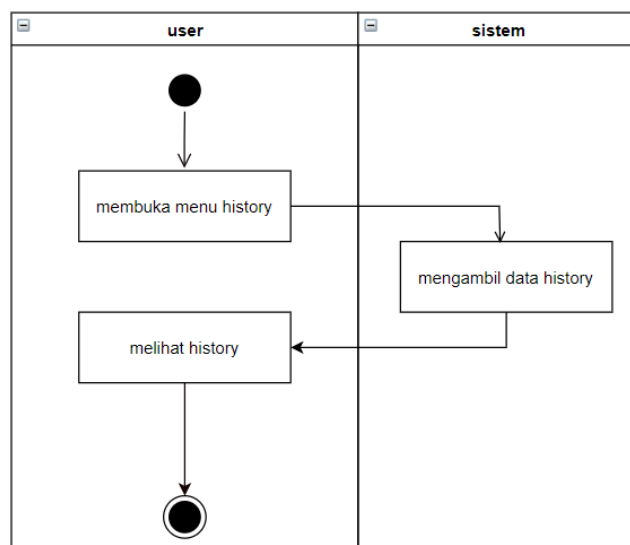 user
sistem
membuka menu history
mengambil data history
melihat history